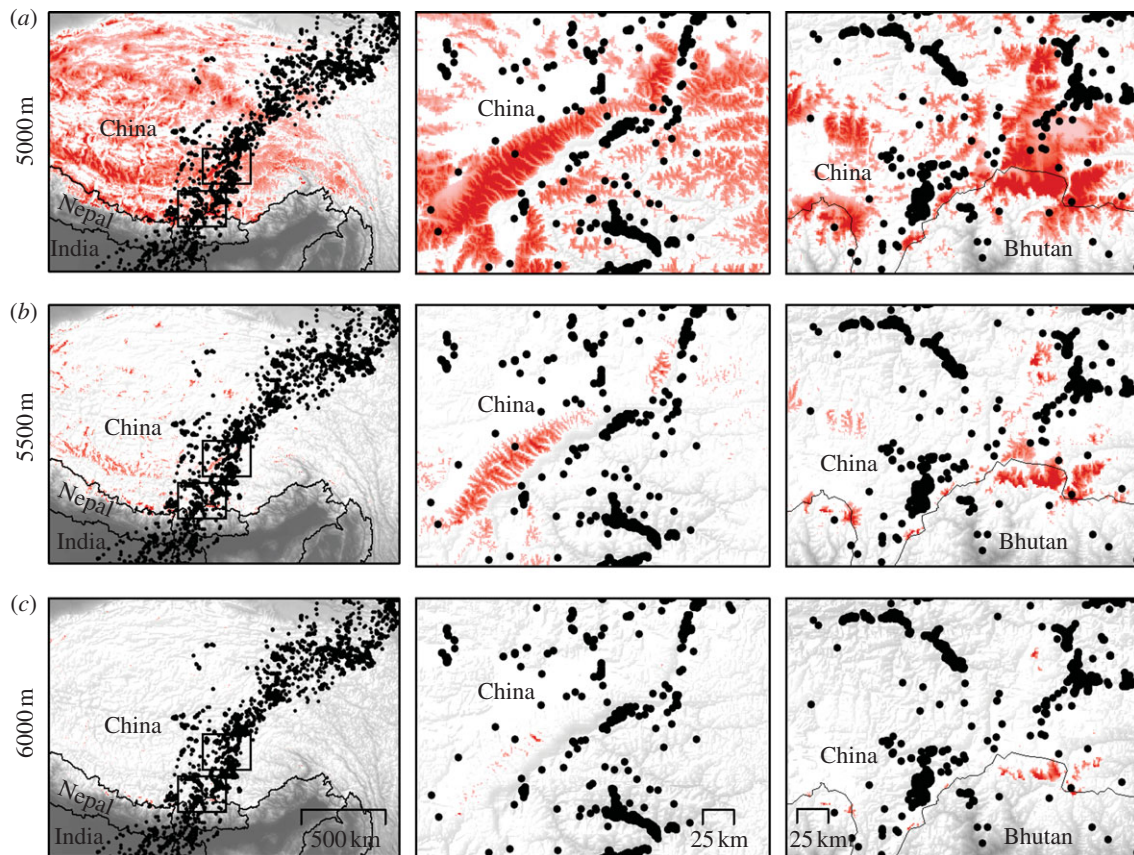 (a)
5000 m
China
Nepal
India
China
China
Bhutan
(b)
5500 m
China
Nepal
India
China
China
Bhutan
(c)
6000 m
China
Nepal
India
500 km
China
25 km
China
25 km
Bhutan